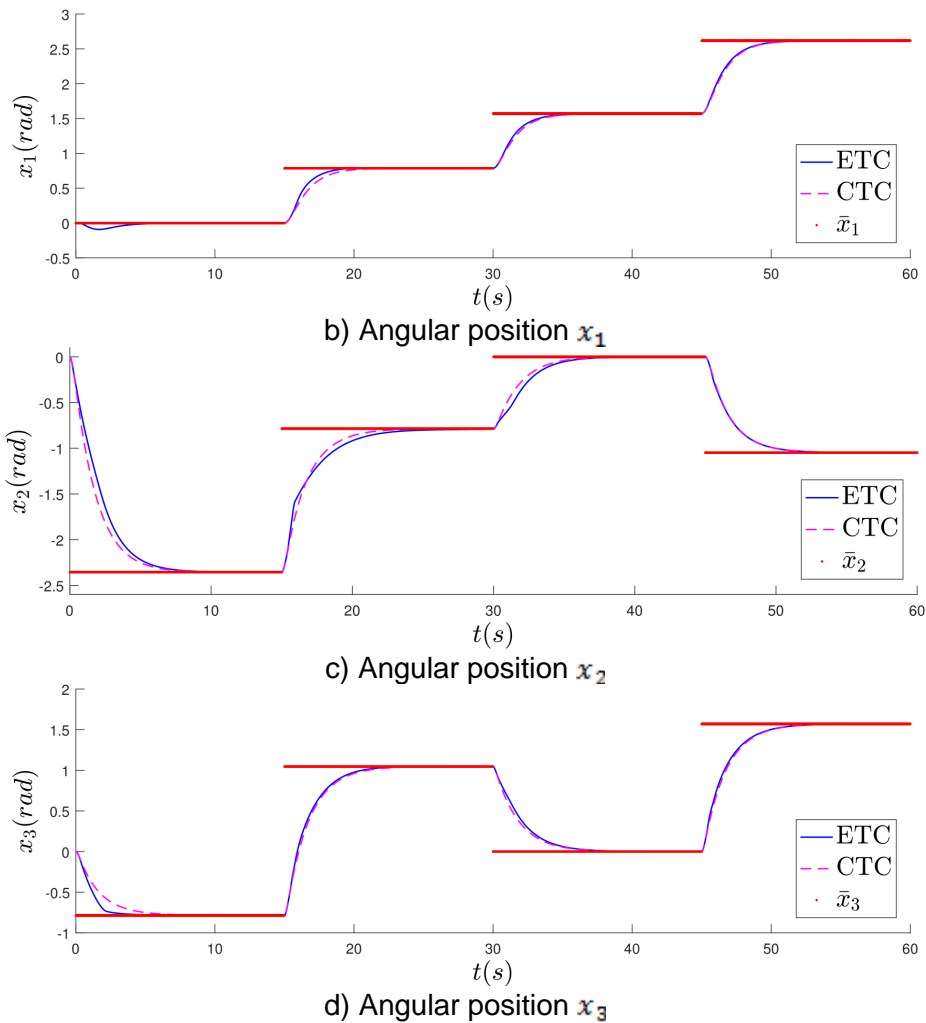 3
2.5
2
1.5
1
0.5
0
-0.5
x₁(rad)
ETC
CTC
x̄₁
0 10 20 30 40 50 60
t(s)
b) Angular position x₁
0
-0.5
-1
-1.5
-2
-2.5
x₂(rad)
ETC
CTC
x̄₂
0 10 20 30 40 50 60
t(s)
c) Angular position x₂
2
1.5
1
0.5
0
-0.5
-1
x₃(rad)
ETC
CTC
x̄₃
0 10 20 30 40 50 60
t(s)
d) Angular position x₃